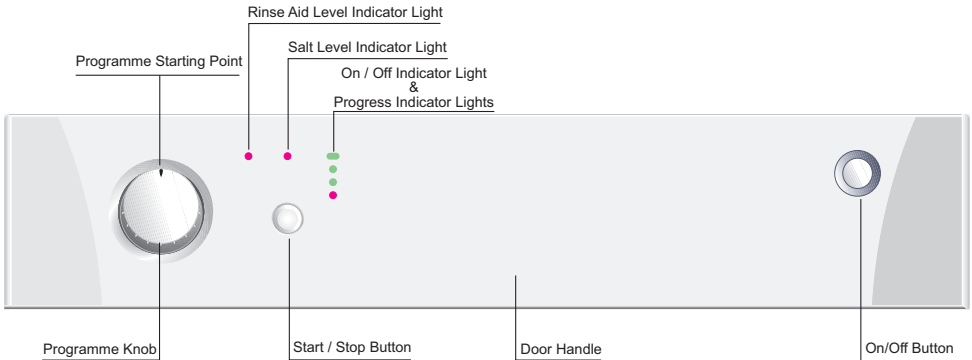 Rinse Aid Level Indicator Light
Salt Level Indicator Light
Programme Starting Point
On / Off Indicator Light
&
Progress Indicator Lights
Programme Knob
Start / Stop Button
Door Handle
On/Off Button